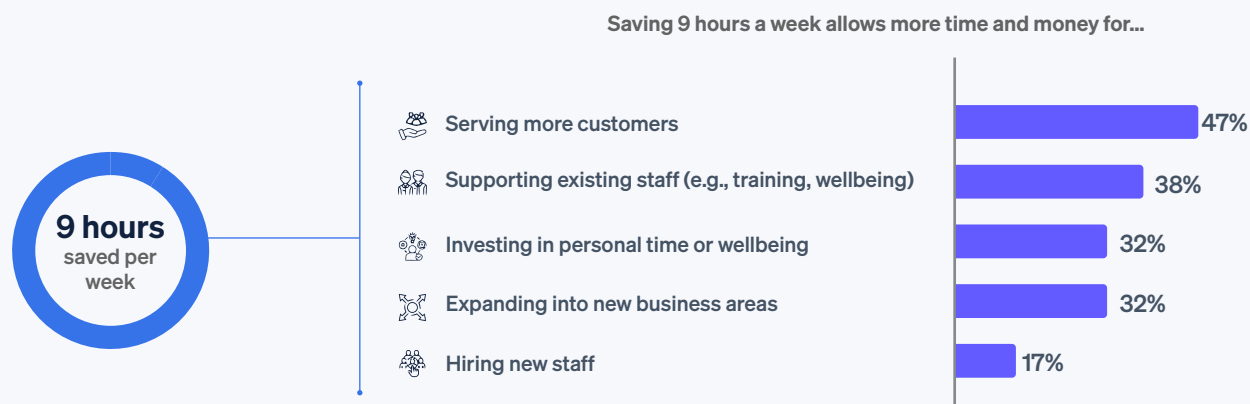 Saving 9 hours a week allows more time and money for...
9 hours
saved per
week
Serving more customers
47%
Supporting existing staff (e.g., training, wellbeing)
38%
Investing in personal time or wellbeing
32%
Expanding into new business areas
32%
Hiring new staff
17%